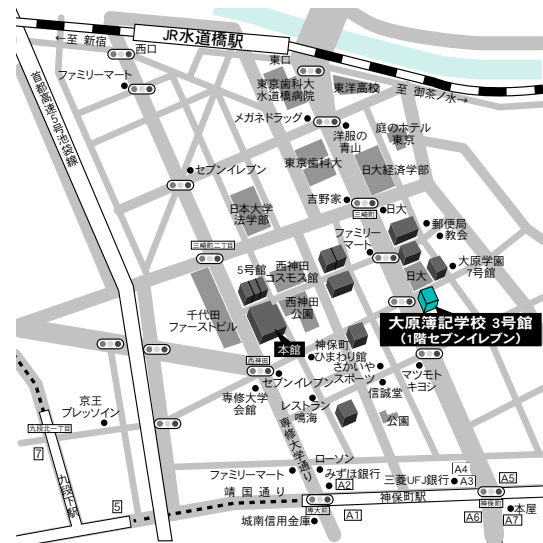 JR水道橋駅
←至 新宿
西口
東口
ファミリーマート
東京歯科大
水道橋病院
東洋高校
至 御茶ノ水→
首都高速5号池袋線
メガネドラッグ
洋服の
青山
庭のホテル
東京
東京歯科大
日大経済学部
セブンイレブン
吉野家
三崎町
日大
日本大学
法学部
郵便局
教会
ファミリー
マート
三崎町二丁目
5号館
西神田
コスモス館
大原学園
7号館
日大
西神田
公園
千代田
ファーストビル
大原簿記学校 3号館
(1階セブンイレブン)
本館
神保町
ひまわり館
西神田
さかいや
スポーツ
マツモト
キヨシ
セブンイレブン
信誠堂
京王
プレッソイン
専修大学
会館
レストラン
鳴海
公園
九段北一丁目
専修大学通り
7
九段下駅
ローソン
ファミリーマート
みずほ銀行
三菱UFJ銀行
A4
A3
A5
靖国通り
A2
神保町駅
5
専大前
神保町
本屋
城南信用金庫
A1
A6
A7